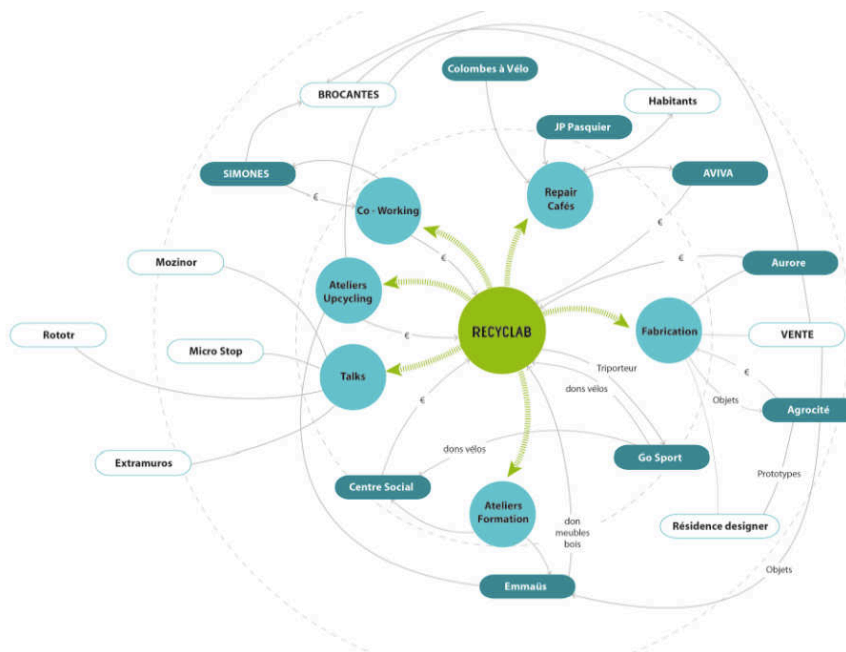 Colombes à Vélo
BROCANTES
Habitants
JP Pasquier
SIMONES
AVIVA
€
Co - Working
Repair
Cafés
€
Mozinor
€
€
Aurore
Ateliers
Upcycling
RECYCLAB
Fabrication
VENTE
Rototr
€
Micro Stop
Triporteur
Talks
dons vélos
€
Objets
€
Agrocité
dons vélos
Go Sport
Extramuros
Prototypes
Centre Social
Ateliers
Formation
don
meubles
bois
Résidence designer
Objets
Emmaüs